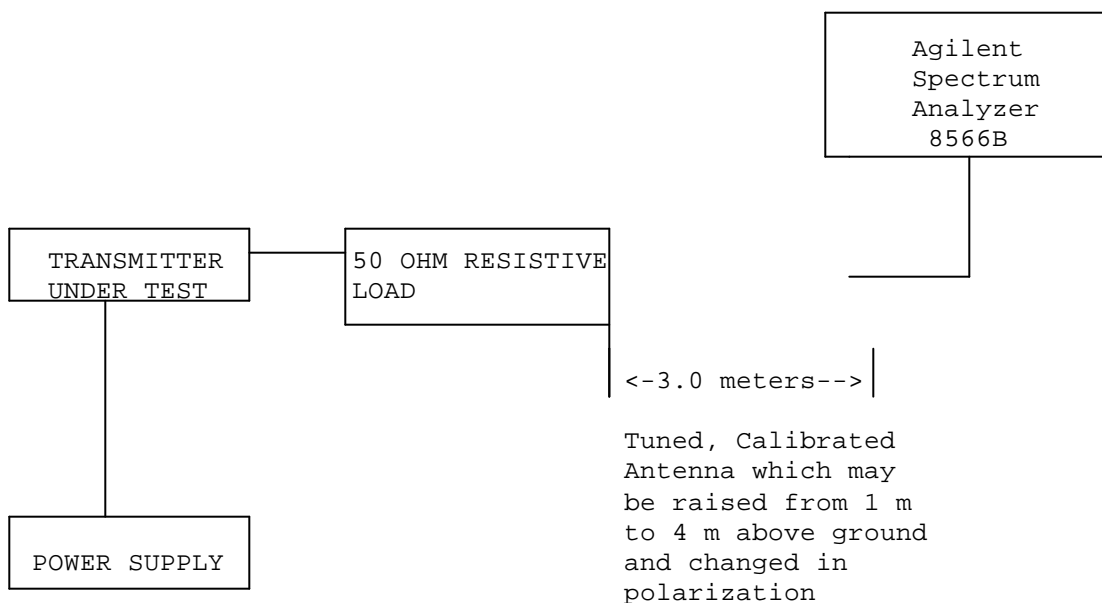 Agilent
Spectrum
Analyzer
8566B
TRANSMITTER
UNDER TEST
50 OHM RESISTIVE
LOAD
<-3.0 meters-->
Tuned, Calibrated
Antenna which may
be raised from 1 m
to 4 m above ground
and changed in
polarization
POWER SUPPLY